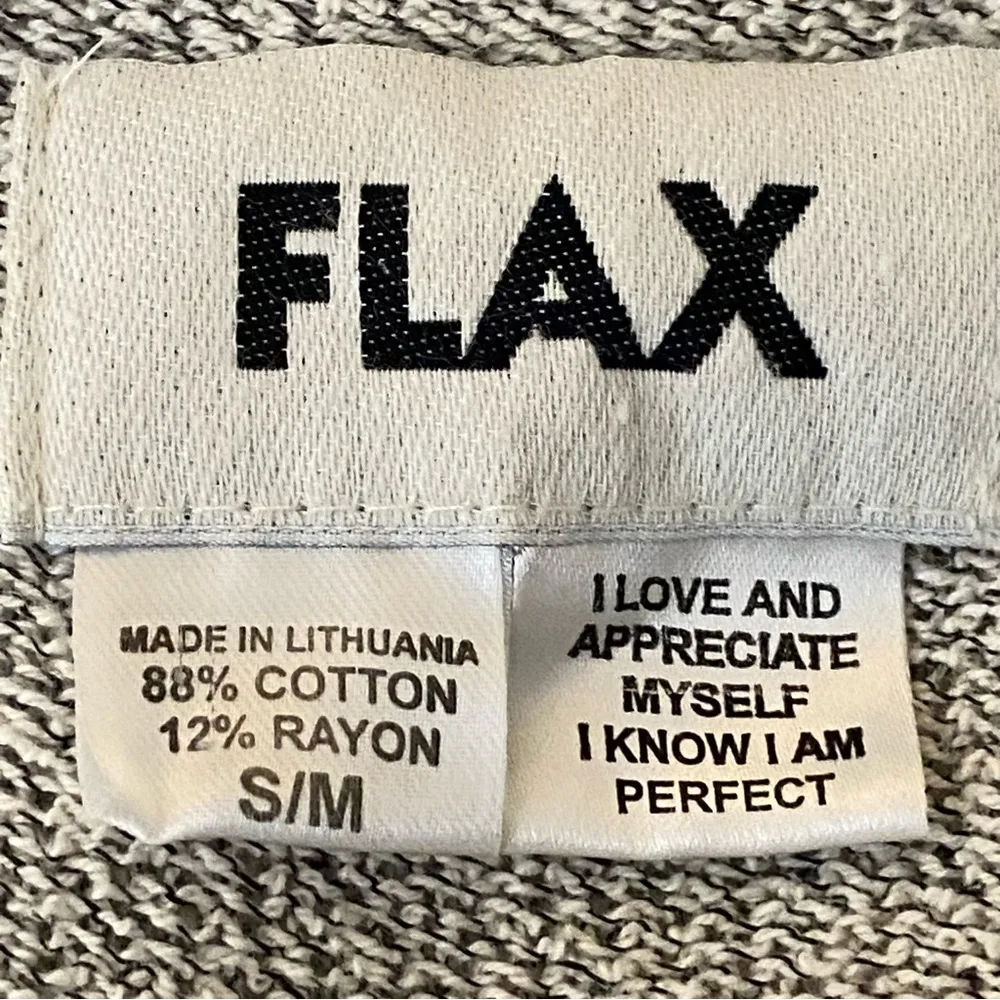 FLAX
MADE IN LITHUANIA
88% COTTON
12% RAYON
S/M
I LOVE AND
APPRECIATE
MYSELF
I KNOW I AM
PERFECT